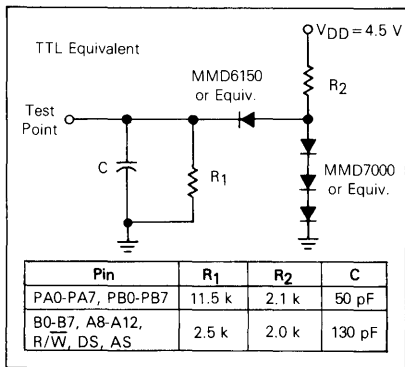 VDD = 4.5 V
TTL Equivalent
MMD6150
or Equiv.
R2
Test
Point
C
R1
MMD7000
or Equiv.
Pin R1 R2 C
PA0-PA7, PB0-PB7 11.5 k 2.1 k 50 pF
B0-B7, A8-A12,
R/W̅, DS, AS 2.5 k 2.0 k 130 pF